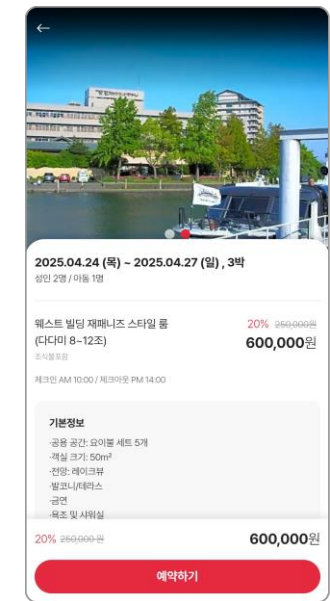 ←
2025.04.24 (목) ~ 2025.04.27 (일) , 3박
성인 2명 / 아동 1명
웨스트 빌딩 재패니즈 스타일 룸
20% 250,000원
(다다미 8~12조)
600,000원
조식불포함
체크인 AM 10:00 / 체크아웃 PM 14:00
기본정보
·공용 공간: 요이불 세트 5개
·객실 크기: 50m²
·전망: 레이크뷰
·발코니/테라스
·금연
·욕조 및 샤워실
20% 250,000 원
600,000원
예약하기